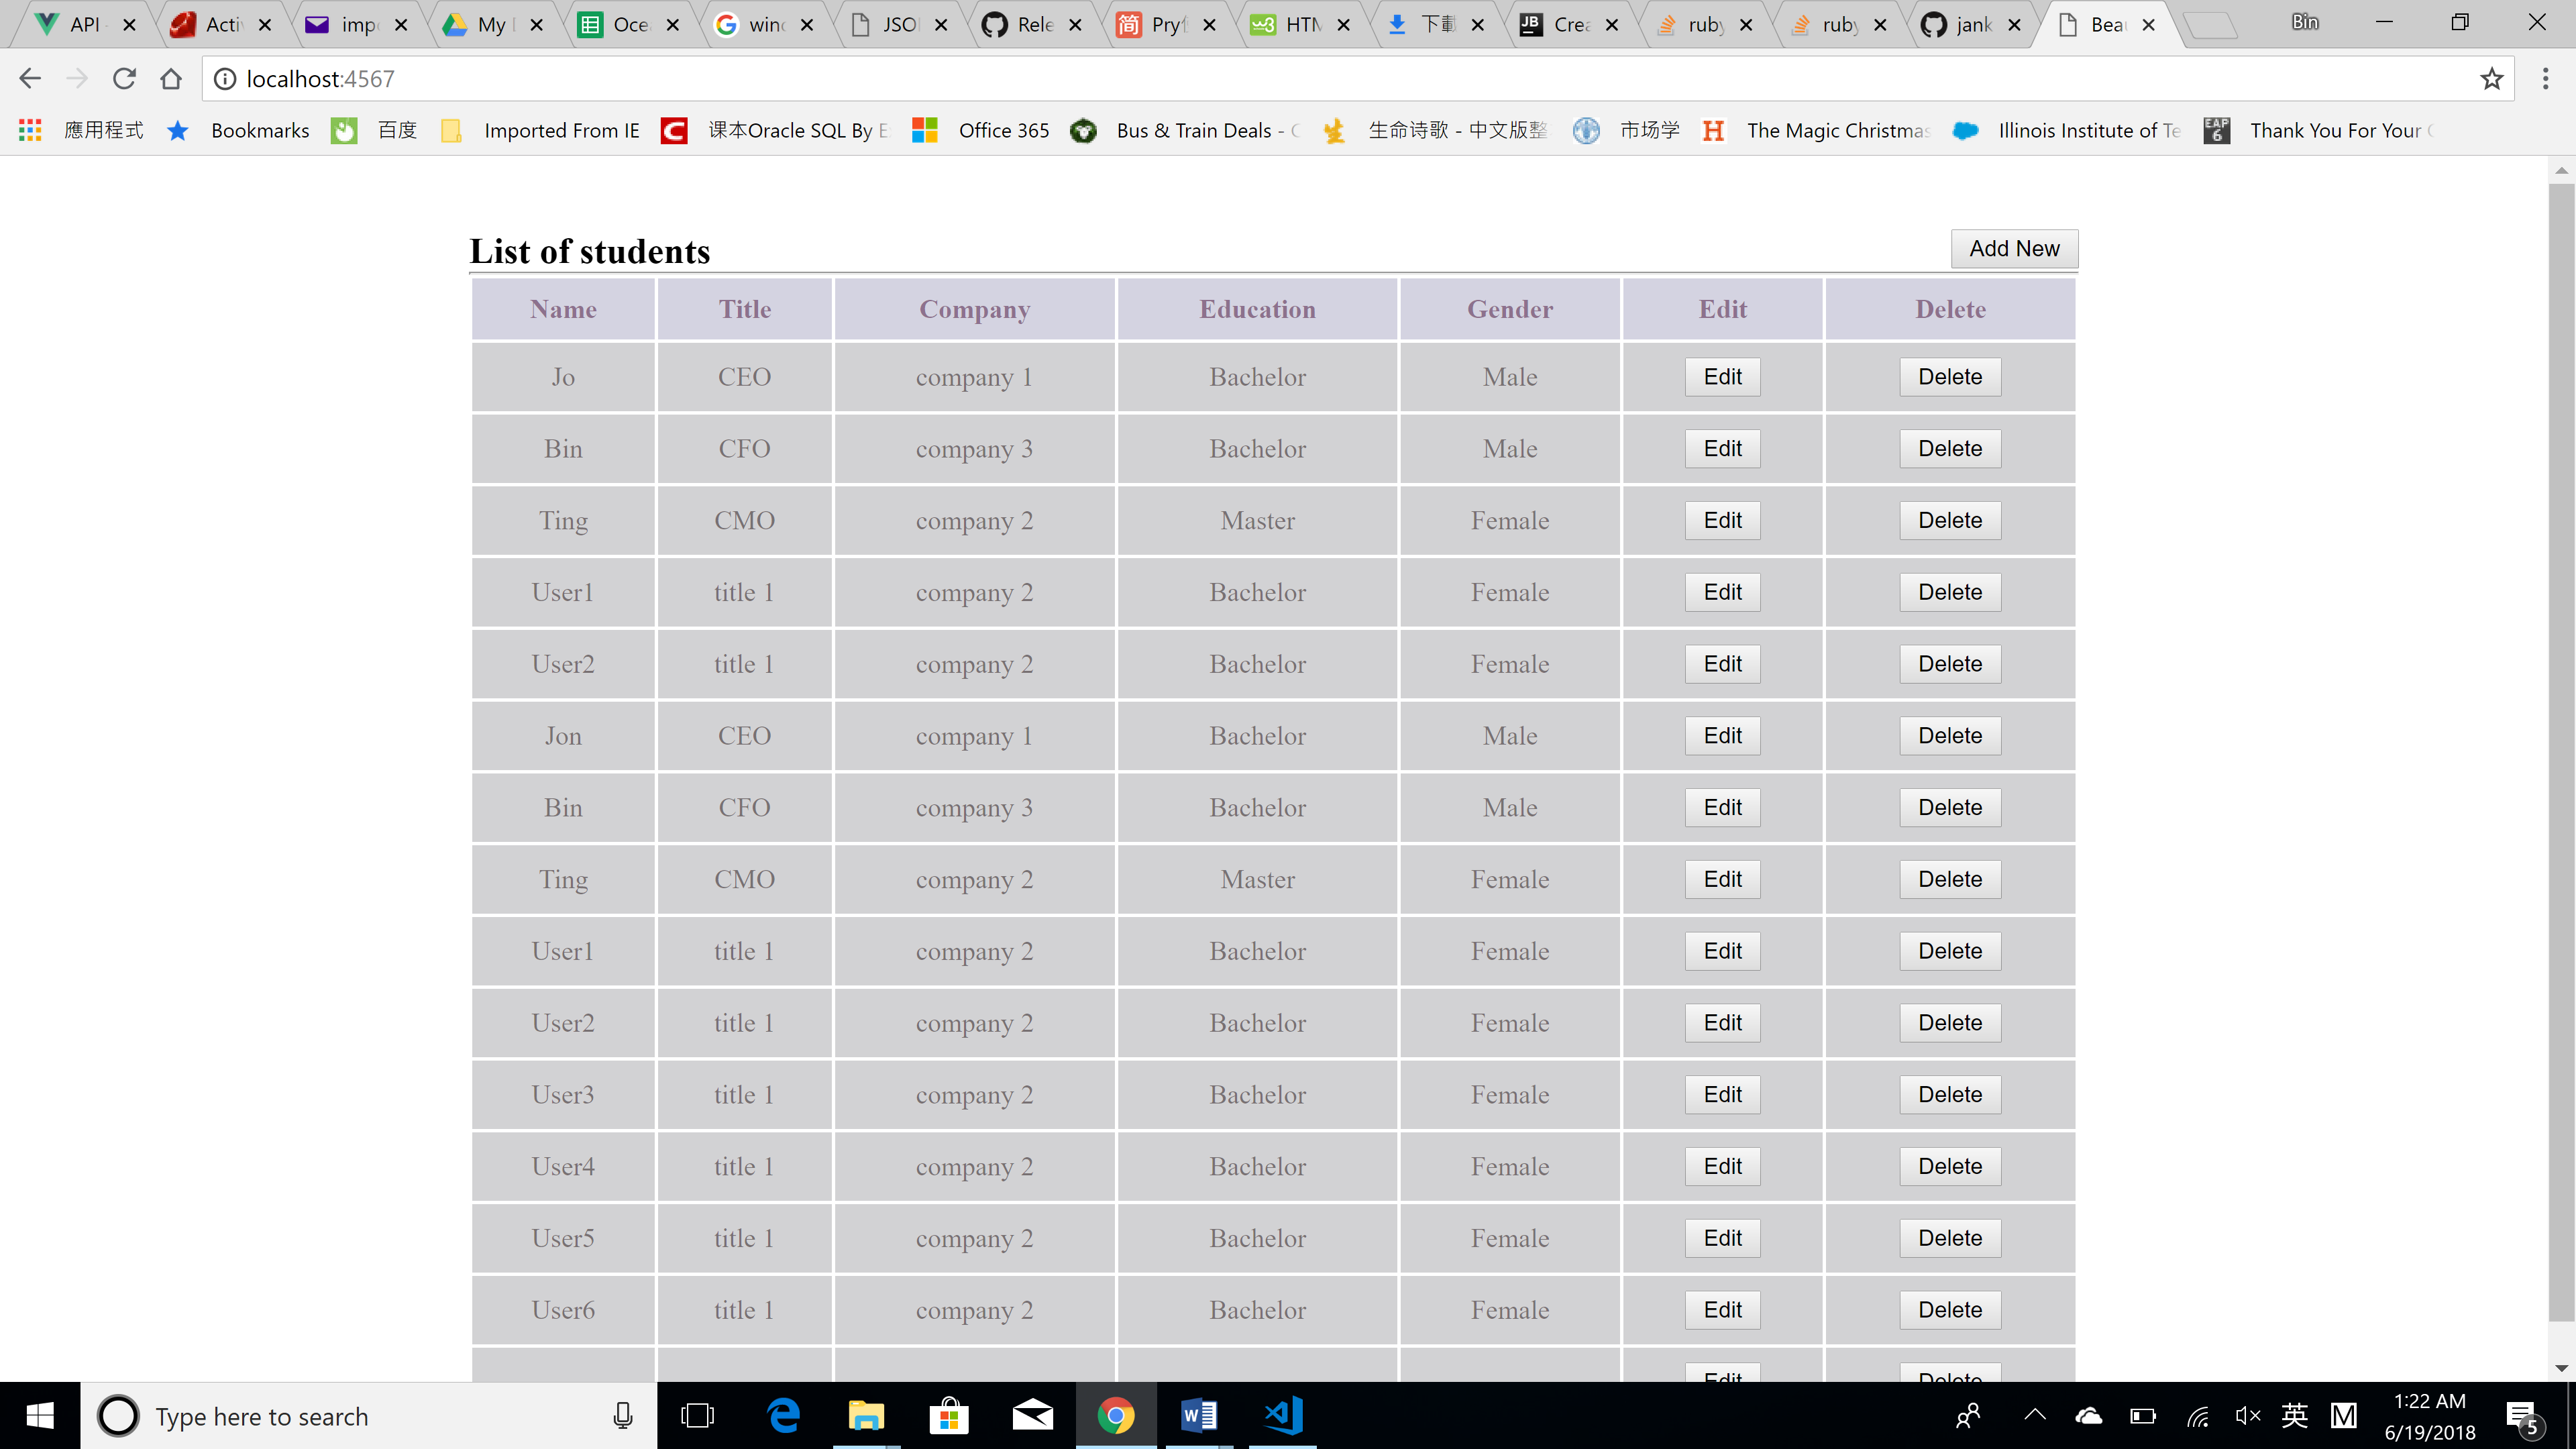 API Activ impo My Ocea wind JSO Rele Pry HTM 下載 Crea ruby ruby jank Beau Bin
localhost:4567
應用程式 Bookmarks 百度 Imported From IE 课本Oracle SQL By E Office 365 Bus & Train Deals - 生命诗歌 - 中文版整 市场学 The Magic Christmas Illinois Institute of Te Thank You For Your
List of students Add New
Name Title Company Education Gender Edit Delete
Jo CEO company 1 Bachelor Male Edit Delete
Bin CFO company 3 Bachelor Male Edit Delete
Ting CMO company 2 Master Female Edit Delete
User1 title 1 company 2 Bachelor Female Edit Delete
User2 title 1 company 2 Bachelor Female Edit Delete
Jon CEO company 1 Bachelor Male Edit Delete
Bin CFO company 3 Bachelor Male Edit Delete
Ting CMO company 2 Master Female Edit Delete
User1 title 1 company 2 Bachelor Female Edit Delete
User2 title 1 company 2 Bachelor Female Edit Delete
User3 title 1 company 2 Bachelor Female Edit Delete
User4 title 1 company 2 Bachelor Female Edit Delete
User5 title 1 company 2 Bachelor Female Edit Delete
User6 title 1 company 2 Bachelor Female Edit Delete
Edit Delete
Type here to search 英 M 1:22 AM
6/19/2018 5